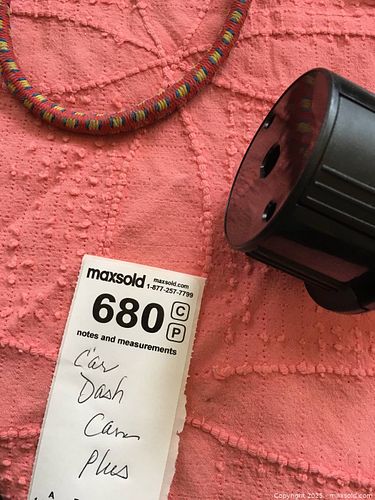 maxsold maxsold.com
1-877-257-7799
680 C
P
notes and measurements
Car
Dash
Cam
Plus
Copyright 2025 - maxsold.com